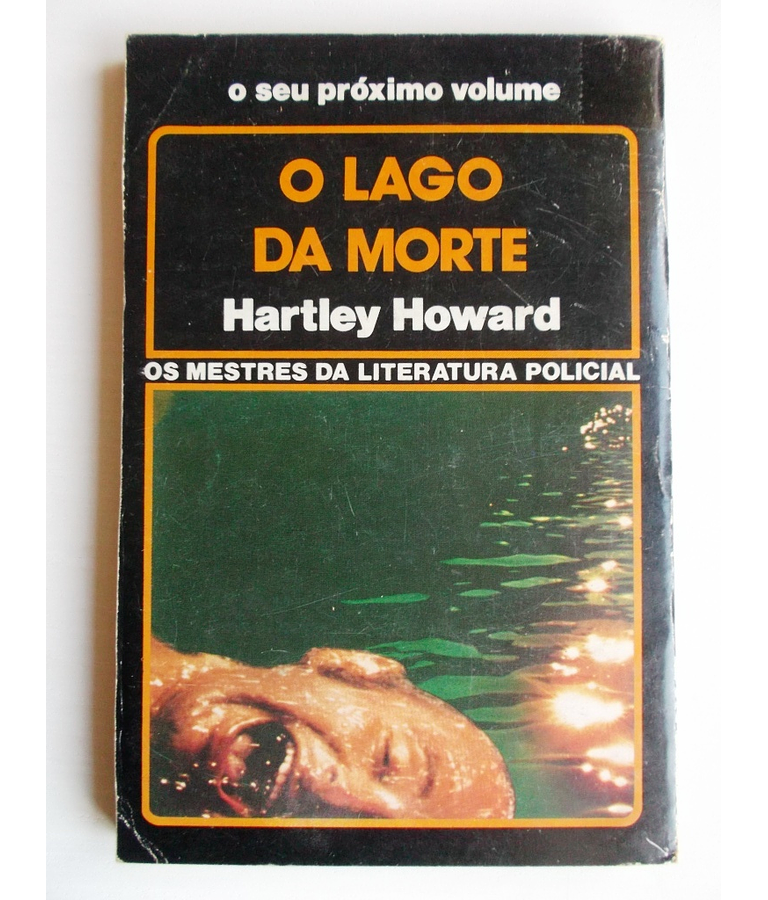 o seu próximo volume
O LAGO
DA MORTE
Hartley Howard
OS MESTRES DA LITERATURA POLICIAL